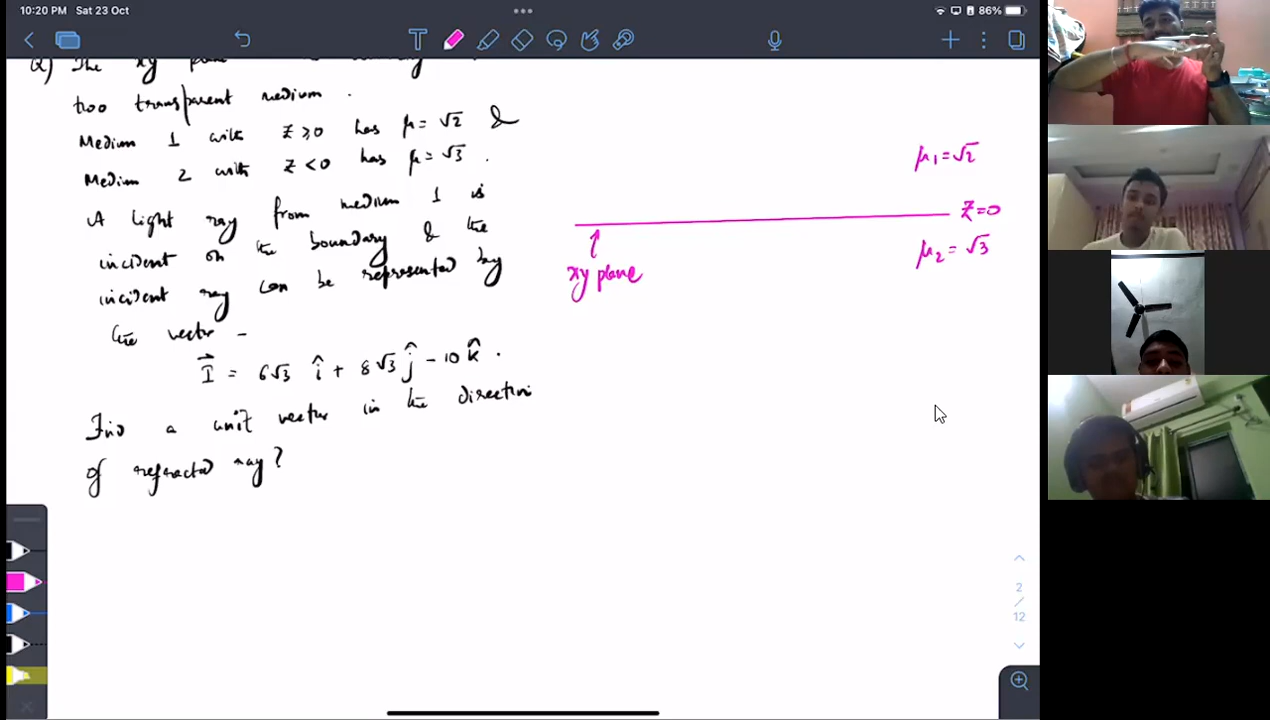 10:20 PM Sat 23 Oct
86%
Q) The xy
two transparent medium.
Medium 1 with Z ⩾ 0 has μ = √2 &
Medium 2 with Z < 0 has μ = √3.
A light ray from medium 1 is
incident on the boundary & the
incident ray can be represented by
the vector -
I⃗ = 6√3 î + 8√3 ĵ - 10 k̂.
Find a unit vector in the direction
of refracted ray?
μ₁ = √2
Z=0
μ₂ = √3
xy plane
2
/
12